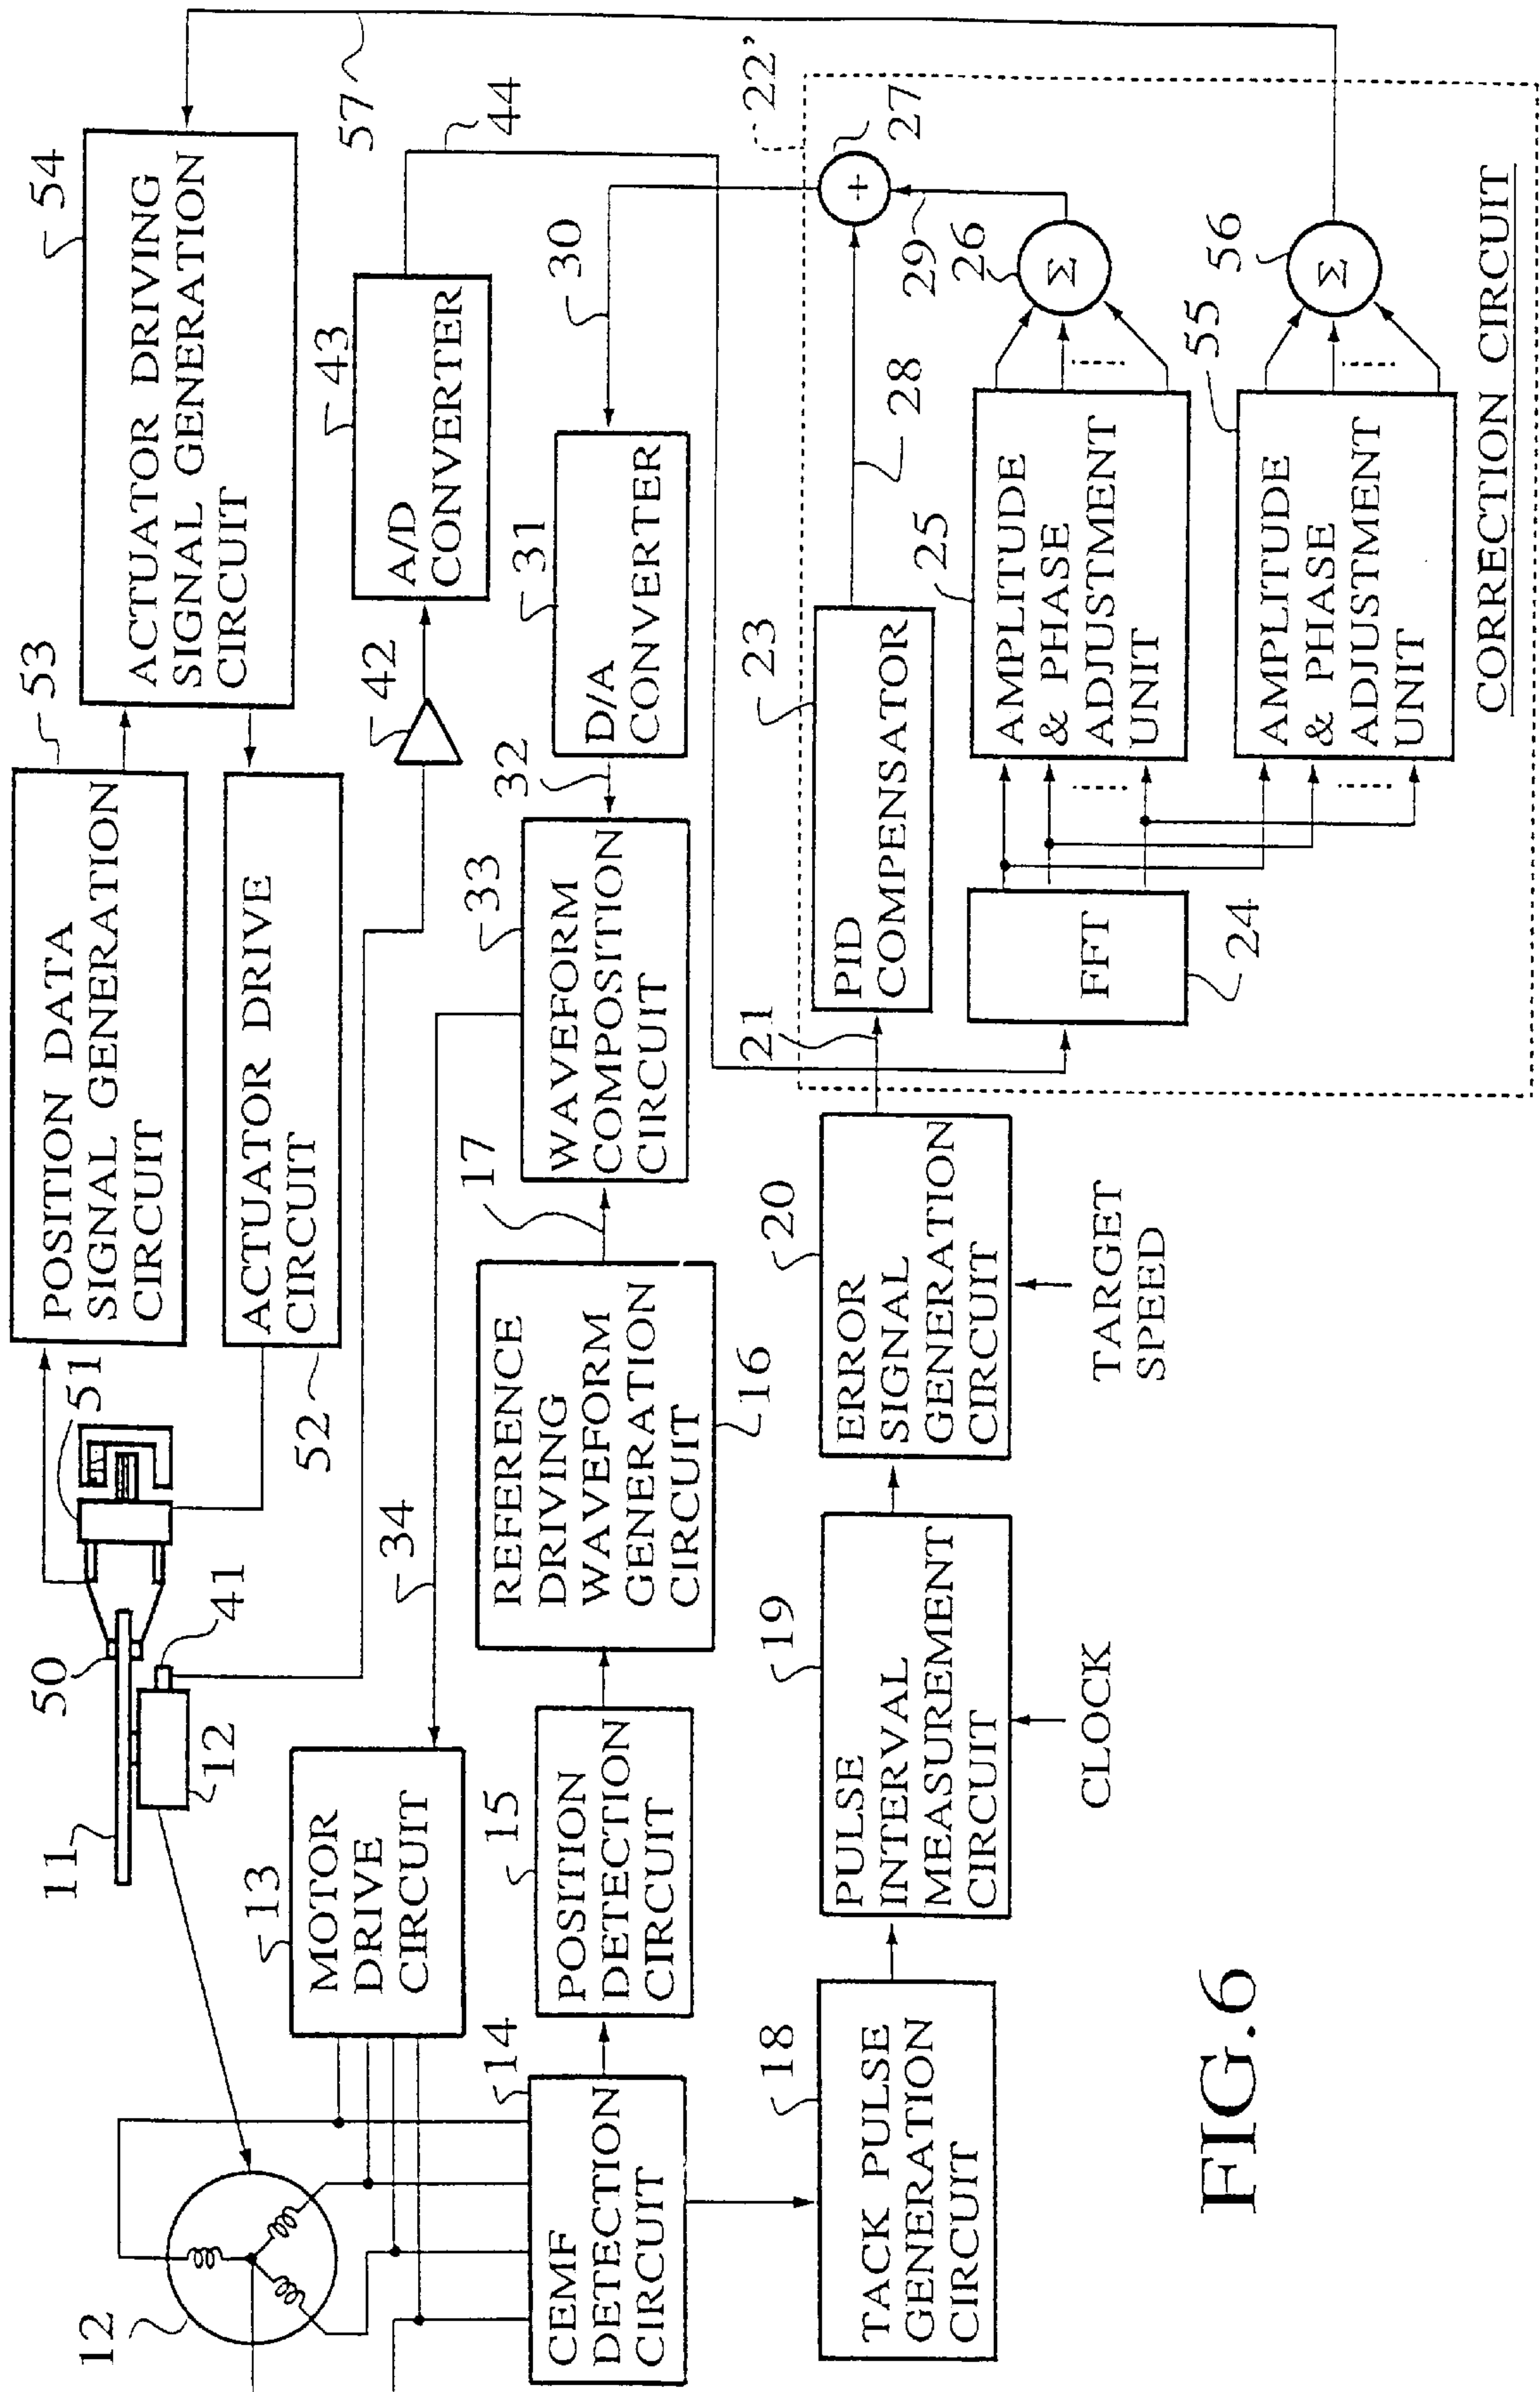 54
ACTUATOR DRIVING
SIGNAL GENERATION
CIRCUIT
57
53
POSITION DATA
SIGNAL GENERATION
CIRCUIT
ACTUATOR DRIVE
CIRCUIT
52
51
50
41
11
12
12
42
43
A/D
CONVERTER
44
13
MOTOR
DRIVE
CIRCUIT
34
14
CEMF
DETECTION
CIRCUIT
15
POSITION
DETECTION
CIRCUIT
16
REFERENCE
DRIVING
WAVEFORM
GENERATION
CIRCUIT
17
33
WAVEFORM
COMPOSITION
CIRCUIT
32
31
D/A
CONVERTER
30
18
TACK PULSE
GENERATION
CIRCUIT
19
PULSE
INTERVAL
MEASUREMENT
CIRCUIT
CLOCK
20
ERROR
SIGNAL
GENERATION
CIRCUIT
TARGET
SPEED
21
22'
23
PID
COMPENSATOR
28
27
+
29
26
Σ
24
FFT
25
AMPLITUDE
& PHASE
ADJUSTMENT
UNIT
55
AMPLITUDE
& PHASE
ADJUSTMENT
UNIT
56
Σ
CORRECTION CIRCUIT
FIG.6